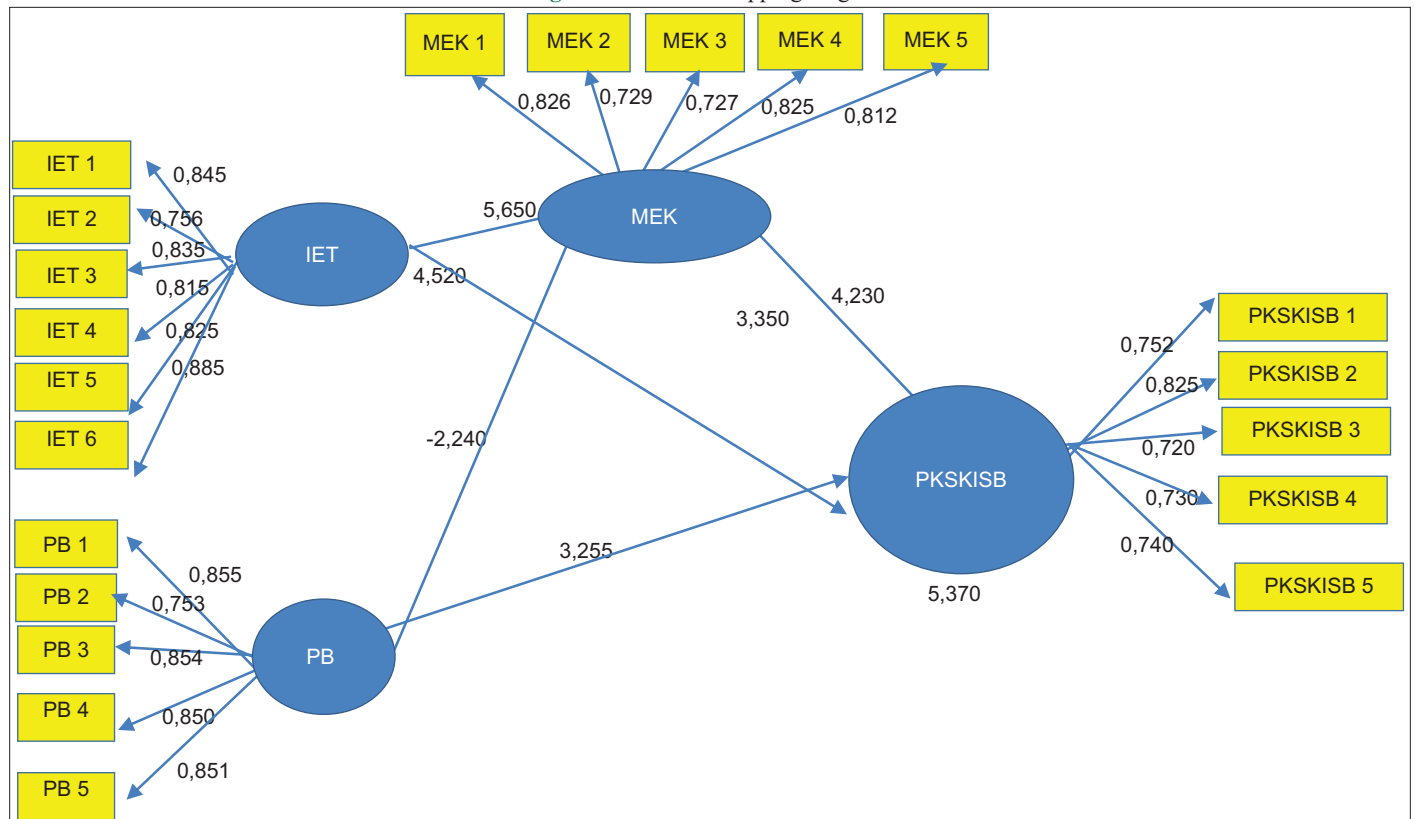 MEK 1
MEK 2
MEK 3
MEK 4
MEK 5
0,826
0,729
0,727
0,825
0,812
IET 1
IET 2
IET 3
IET 4
IET 5
IET 6
0,845
0,756
0,835
0,815
0,825
0,885
IET
5,650
MEK
4,520
4,230
3,350
-2,240
3,255
PKSKISB
5,370
0,752
0,825
0,720
0,730
0,740
PKSKISB 1
PKSKISB 2
PKSKISB 3
PKSKISB 4
PKSKISB 5
PB 1
PB 2
PB 3
PB 4
PB 5
0,855
0,753
0,854
0,850
0,851
PB